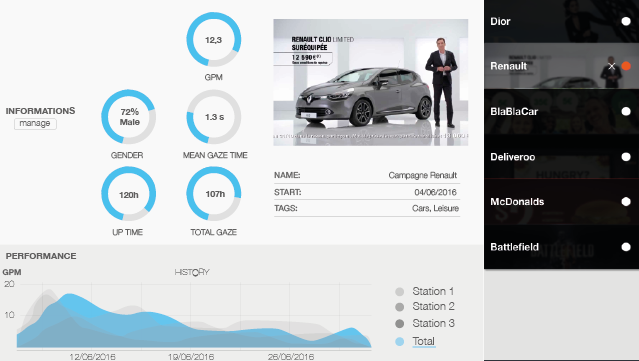 12,3
GPM
INFORMATIONS
manage
72%
Male
GENDER
1.3 s
MEAN GAZE TIME
120h
UP TIME
107h
TOTAL GAZE
RENAULT CLIO LIMITED
SURÉQUIPÉE
12 590€
NAME: Campagne Renault
START: 04/06/2016
TAGS: Cars, Leisure
PERFORMANCE
GPM
HISTORY
20
10
12/06/2016
19/06/2016
26/06/2016
Station 1
Station 2
Station 3
Total
Dior
Renault
BlaBlaCar
Deliveroo
McDonalds
Battlefield